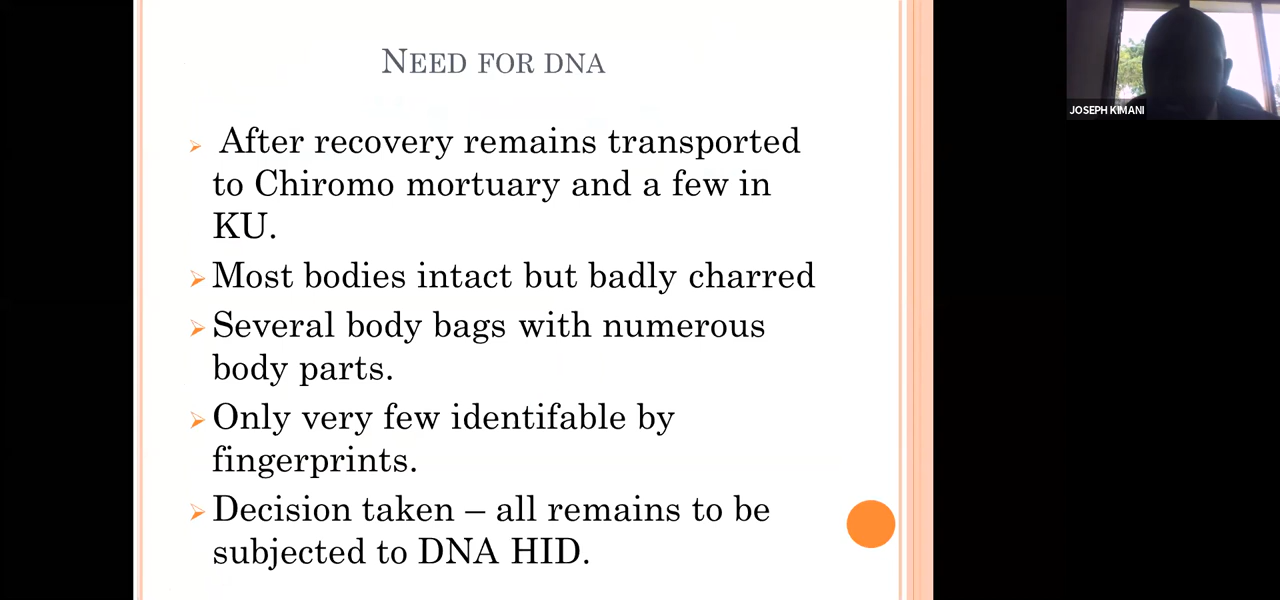 NEED FOR DNA
JOSEPH KIMANI
After recovery remains transported
to Chiromo mortuary and a few in
KU.
Most bodies intact but badly charred
Several body bags with numerous
body parts.
Only very few identifable by
fingerprints.
Decision taken – all remains to be
subjected to DNA HID.